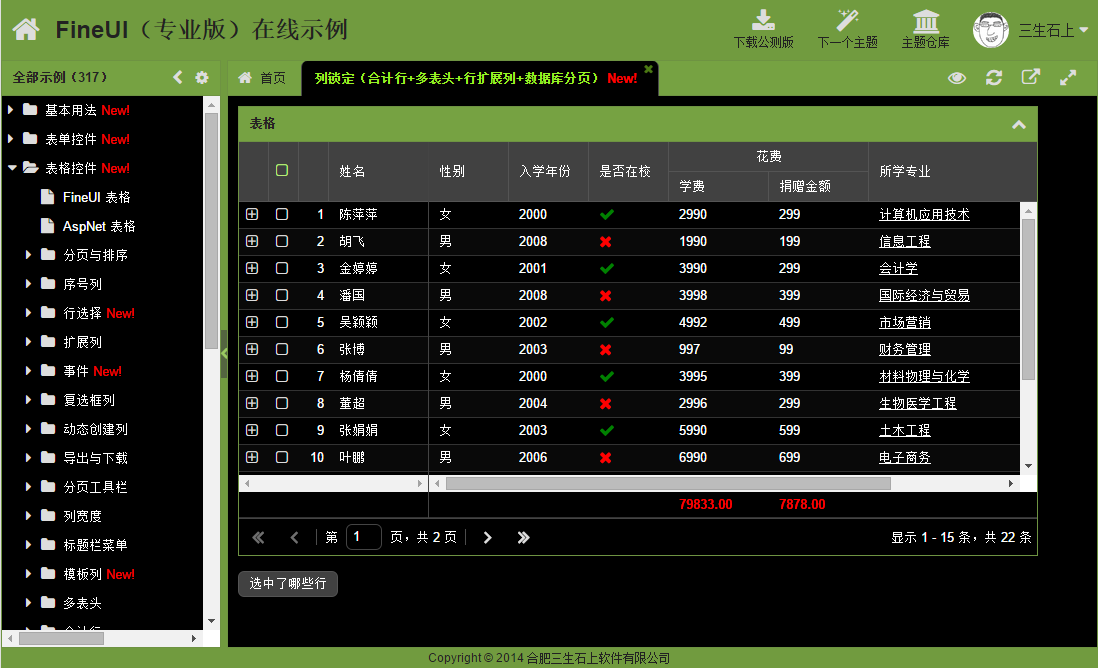 FineUI（专业版）在线示例
下载公测版 下一个主题 主题仓库 三生石上
全部示例（317） 首页 列锁定（合计行+多表头+行扩展列+数据库分页） New!
基本用法 New!
表单控件 New!
表格控件 New!
FineUI 表格
AspNet 表格
分页与排序
序号列
行选择 New!
扩展列
事件 New!
复选框列
动态创建列
导出与下载
分页工具栏
列宽度
标题栏菜单
模板列 New!
多表头
合计行
表格
姓名 性别 入学年份 是否在校 花费 所学专业
学费 捐赠金额
1 陈萍萍 女 2000 2990 299 计算机应用技术
2 胡飞 男 2008 1990 199 信息工程
3 金婷婷 女 2001 3990 299 会计学
4 潘国 男 2008 3998 399 国际经济与贸易
5 吴颖颖 女 2002 4992 499 市场营销
6 张博 男 2003 997 99 财务管理
7 杨倩倩 女 2000 3995 399 材料物理与化学
8 董超 男 2004 2996 299 生物医学工程
9 张娟娟 女 2003 5990 599 土木工程
10 叶鹏 男 2006 6990 699 电子商务
79833.00 7878.00
第 1 页，共 2 页 显示 1 - 15 条，共 22 条
选中了哪些行
Copyright © 2014 合肥三生石上软件有限公司